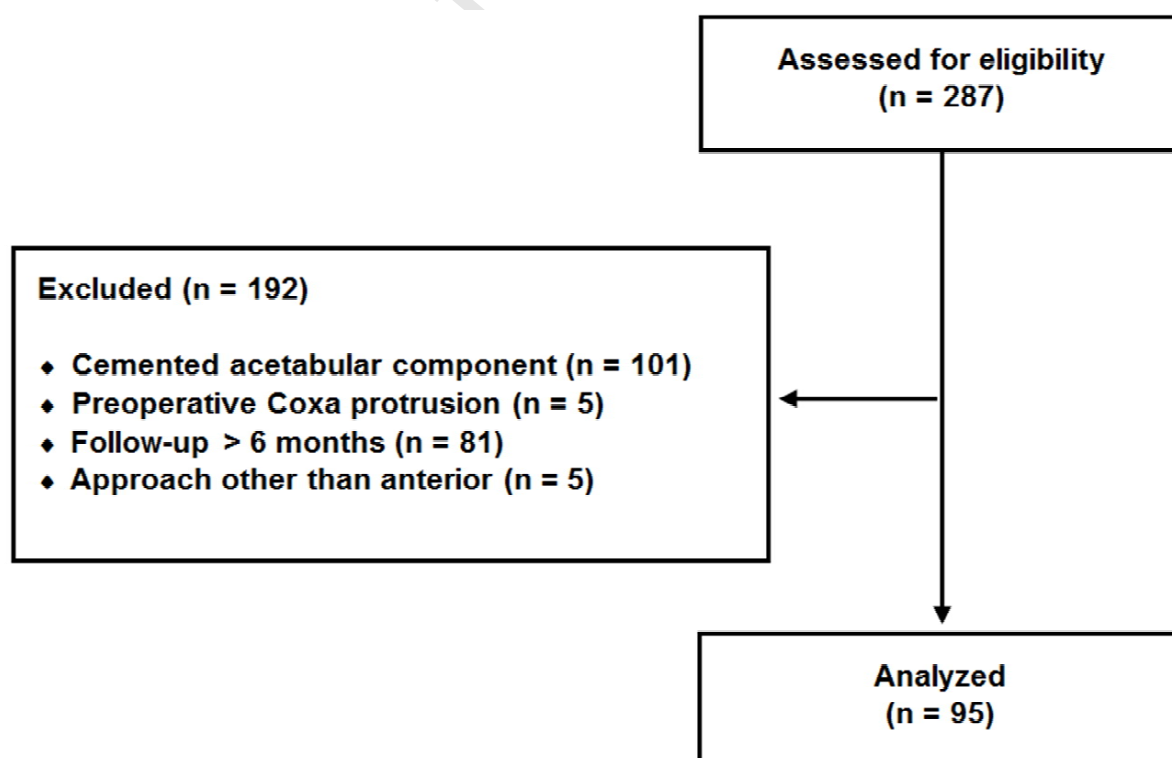 Assessed for eligibility
(n = 287)
Excluded (n = 192)
⬥ Cemented acetabular component (n = 101)
⬥ Preoperative Coxa protrusion (n = 5)
⬥ Follow-up > 6 months (n = 81)
⬥ Approach other than anterior (n = 5)
Analyzed
(n = 95)